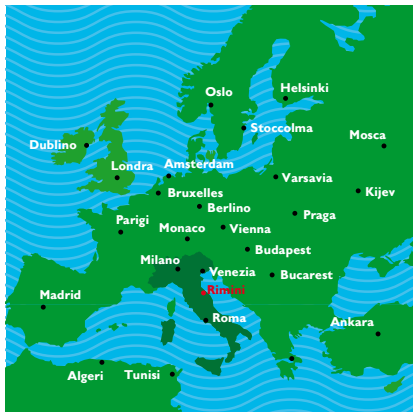 Oslo
Helsinki
Stoccolma
Mosca
Dublino
Londra
Amsterdam
Varsavia
Bruxelles
Kijev
Berlino
Praga
Parigi
Monaco
Vienna
Budapest
Milano
Venezia
Bucarest
Rimini
Madrid
Roma
Ankara
Algeri
Tunisi